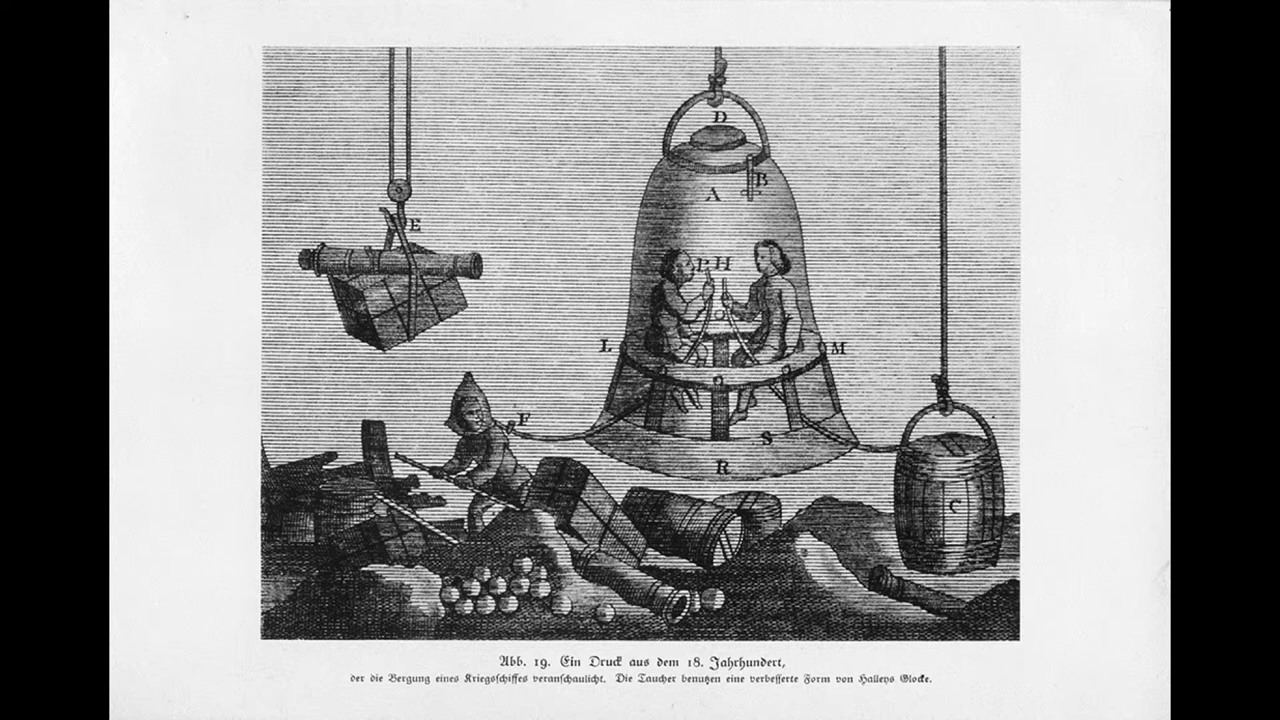 D
B
A
E
P H
L
M
F
S
R
C
Abb. 19. Ein Druck aus dem 18. Jahrhundert,
der die Bergung eines Kriegsschiffes veranschaulicht. Die Taucher benutzen eine verbesserte Form von Halleys Glocke.